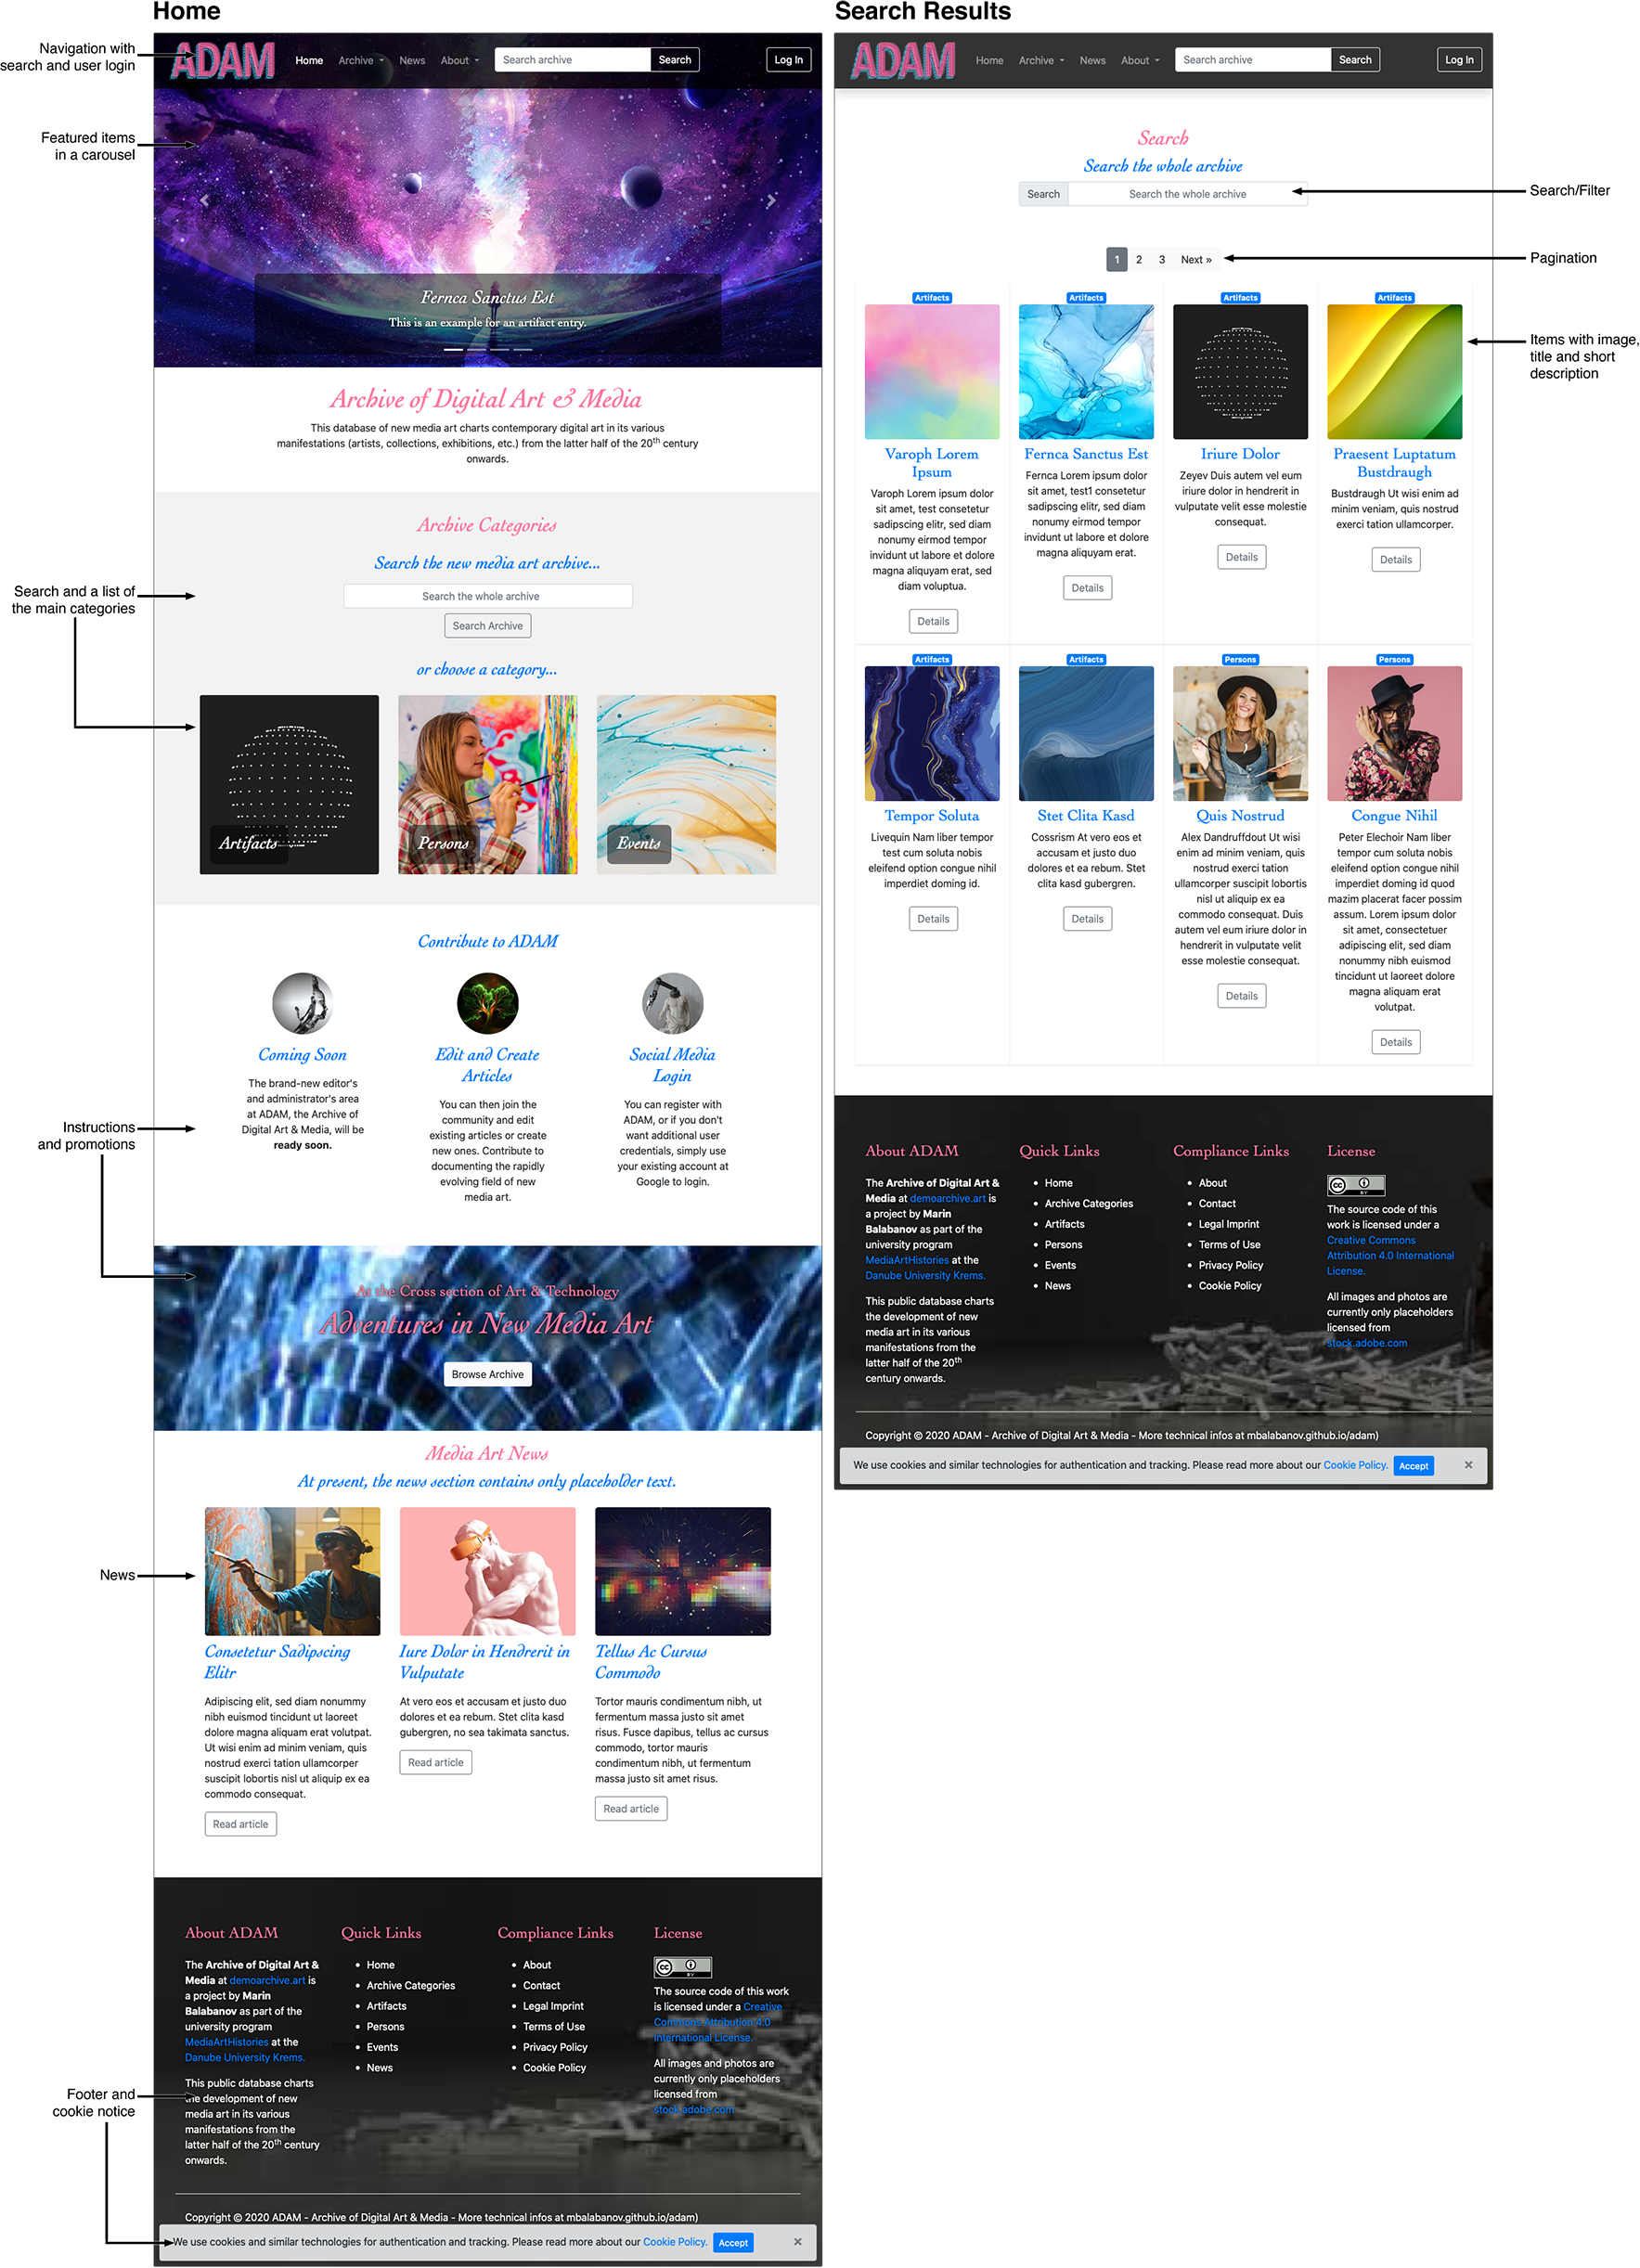 Home
Navigation with
search and user login
ADAM
Home
Archive
News
About
Search archive
Search
Log In
Featured items
in a carousel
Fernca Sanctus Est
This is an example for an artifact entry.
Archive of Digital Art & Media
This database of new media art charts contemporary digital art in its various
manifestations (artists, collections, exhibitions, etc.) from the latter half of the 20th century
onwards.
Archive Categories
Search the new media art archive...
Search and a list of
the main categories
Search the whole archive
Search Archive
or choose a category...
Artifacts
Persons
Events
Contribute to ADAM
Coming Soon
The brand-new editor's
and administrator's area
at ADAM, the Archive of
Digital Art & Media, will be
ready soon.
Edit and Create
Articles
You can then join the
community and edit
existing articles or create
new ones. Contribute to
documenting the rapidly
evolving field of new
media art.
Social Media
Login
You can register with
ADAM, or if you don't
want additional user
credentials, simply use
your existing account at
Google to login.
Instructions
and promotions
At the Cross section of Art & Technology
Adventures in New Media Art
Browse Archive
Media Art News
At present, the news section contains only placeholder text.
News
Consetetur Sadipscing
Elitr
Adipiscing elit, sed diam nonummy
nibh euismod tincidunt ut laoreet
dolore magna aliquam erat volutpat.
Ut wisi enim ad minim veniam, quis
nostrud exerci tation ullamcorper
suscipit lobortis nisl ut aliquip ex ea
commodo consequat.
Read article
Iure Dolor in Hendrerit in
Vulputate
At vero eos et accusam et justo duo
dolores et ea rebum. Stet clita kasd
gubergren, no sea takimata sanctus.
Read article
Tellus Ac Cursus
Commodo
Tortor mauris condimentum nibh, ut
fermentum massa justo sit amet
risus. Fusce dapibus, tellus ac cursus
commodo, tortor mauris
condimentum nibh, ut fermentum
massa justo sit amet risus.
Read article
About ADAM
The Archive of Digital Art &
Media at demoarchive.art is
a project by Marin
Balabanov as part of the
university program
MediaArtHistories at the
Danube University Krems.
This public database charts
the development of new
media art in its various
manifestations from the
latter half of the 20th century
onwards.
Quick Links
Home
Archive Categories
Artifacts
Persons
Events
News
Compliance Links
About
Contact
Legal Imprint
Terms of Use
Privacy Policy
Cookie Policy
License
CC
BY
The source code of this work
is licensed under a Creative
Commons Attribution 4.0
International License.
All images and photos are
currently only placeholders
licensed from
stock.adobe.com
Footer and
cookie notice
Copyright © 2020 ADAM - Archive of Digital Art & Media - More technical infos at mbalabanov.github.io/adam)
We use cookies and similar technologies for authentication and tracking. Please read more about our Cookie Policy.
Accept
×
Search Results
ADAM
Home
Archive
News
About
Search archive
Search
Log In
Search
Search the whole archive
Search
Search the whole archive
Search/Filter
1 2 3 Next »
Pagination
Items with image,
title and short
description
Artifacts
Varoph Lorem
Ipsum
Varoph Lorem ipsum dolor
sit amet, test consetetur
sadipscing elitr, sed diam
nonumy eirmod tempor
invidunt ut labore et dolore
magna aliquyam erat, sed
diam voluptua.
Details
Artifacts
Fernca Sanctus Est
Fernca Lorem ipsum dolor
sit amet, test1 consetetur
sadipscing elitr, sed diam
nonumy eirmod tempor
invidunt ut labore et dolore
magna aliquyam erat.
Details
Artifacts
Iriure Dolor
Zeyev Duis autem vel eum
iriure dolor in hendrerit in
vulputate velit esse molestie
consequat.
Details
Artifacts
Praesent Luptatum
Bustdraugh
Bustdraugh Ut wisi enim ad
minim veniam, quis nostrud
exerci tation ullamcorper.
Details
Artifacts
Tempor Soluta
Livequin Nam liber tempor
test cum soluta nobis
eleifend option congue nihil
imperdiet doming id.
Details
Artifacts
Stet Clita Kasd
Cossrism At vero eos et
accusam et justo duo
dolores et ea rebum. Stet
clita kasd gubergren.
Details
Persons
Quis Nostrud
Alex Dandruffdout Ut wisi
enim ad minim veniam, quis
nostrud exerci tation
ullamcorper suscipit lobortis
nisl ut aliquip ex ea
commodo consequat. Duis
autem vel eum iriure dolor in
hendrerit in vulputate velit
esse molestie consequat.
Details
Persons
Congue Nihil
Peter Elechoir Nam liber
tempor cum soluta nobis
eleifend option congue nihil
imperdiet doming id quod
mazim placerat facer possim
assum. Lorem ipsum dolor
sit amet, consectetuer
adipiscing elit, sed diam
nonummy nibh euismod
tincidunt ut laoreet dolore
magna aliquam erat
volutpat.
Details
About ADAM
The Archive of Digital Art &
Media at demoarchive.art is
a project by Marin
Balabanov as part of the
university program
MediaArtHistories at the
Danube University Krems.
This public database charts
the development of new
media art in its various
manifestations from the
latter half of the 20th
century onwards.
Quick Links
Home
Archive Categories
Artifacts
Persons
Events
News
Compliance Links
About
Contact
Legal Imprint
Terms of Use
Privacy Policy
Cookie Policy
License
CC
BY
The source code of this
work is licensed under a
Creative Commons
Attribution 4.0 International
License.
All images and photos are
currently only placeholders
licensed from
stock.adobe.com
Copyright © 2020 ADAM - Archive of Digital Art & Media - More technical infos at mbalabanov.github.io/adam)
We use cookies and similar technologies for authentication and tracking. Please read more about our Cookie Policy.
Accept
×